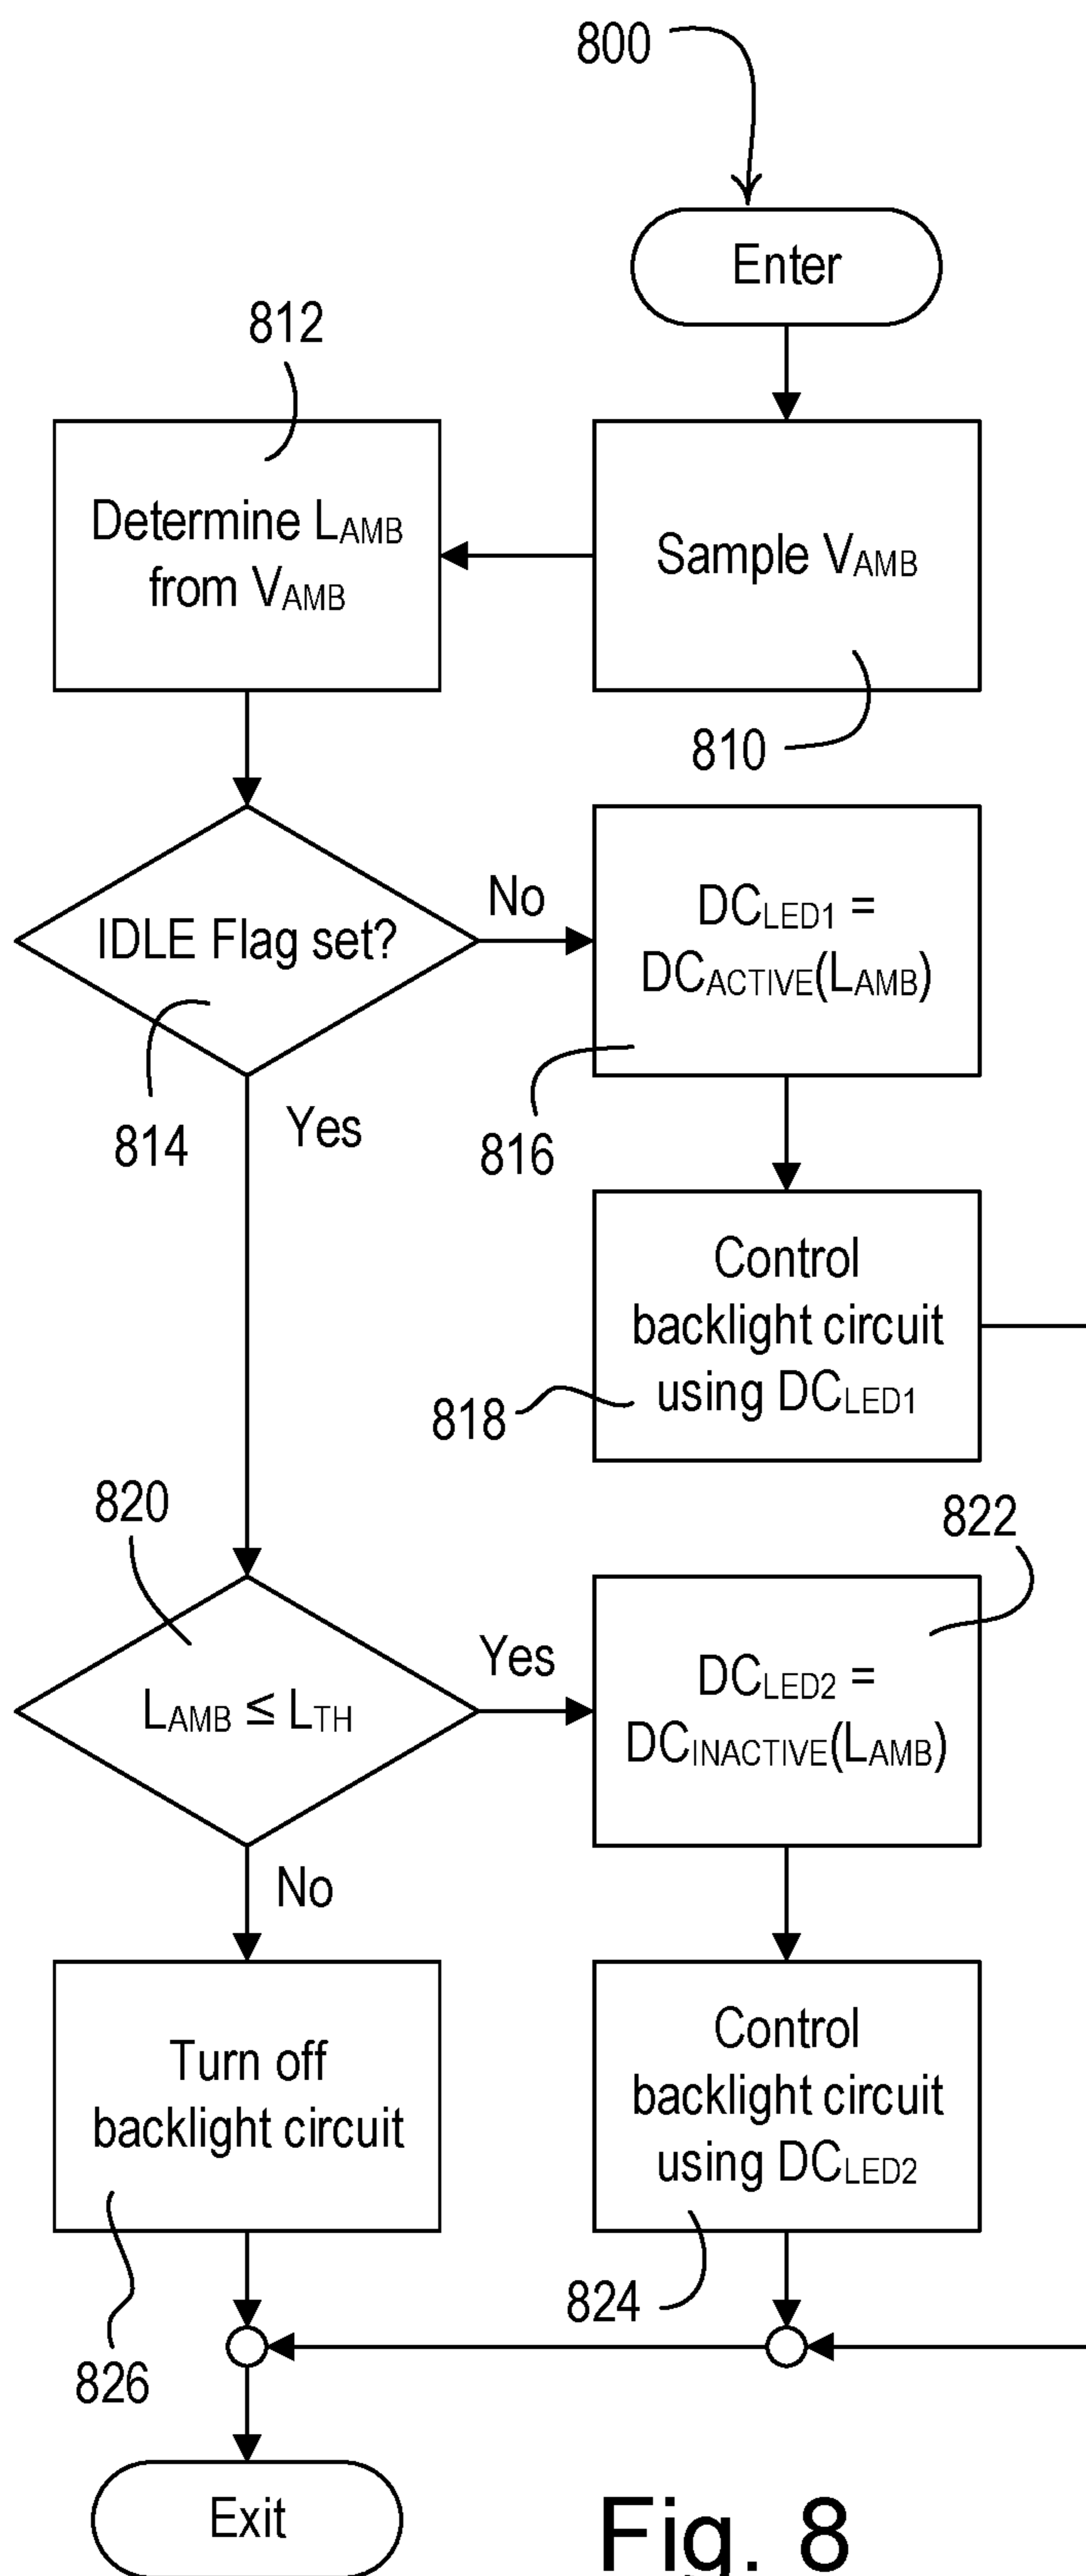 800
Enter
812
Determine LAMB
from VAMB
Sample VAMB
810
IDLE Flag set?
No
814
Yes
DCLED1 =
DCACTIVE(LAMB)
816
Control
backlight circuit
using DCLED1
818
820
LAMB ≤ LTH
Yes
822
DCLED2 =
DCINACTIVE(LAMB)
No
Turn off
backlight circuit
826
Control
backlight circuit
using DCLED2
824
Exit
Fig. 8